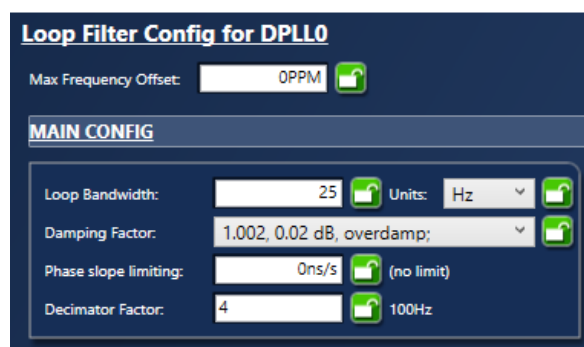 Loop Filter Config for DPLL0
Max Frequency Offset: 0PPM
MAIN CONFIG
Loop Bandwidth: 25 Units: Hz
Damping Factor: 1.002, 0.02 dB, overdamp;
Phase slope limiting: 0ns/s (no limit)
Decimator Factor: 4 100Hz